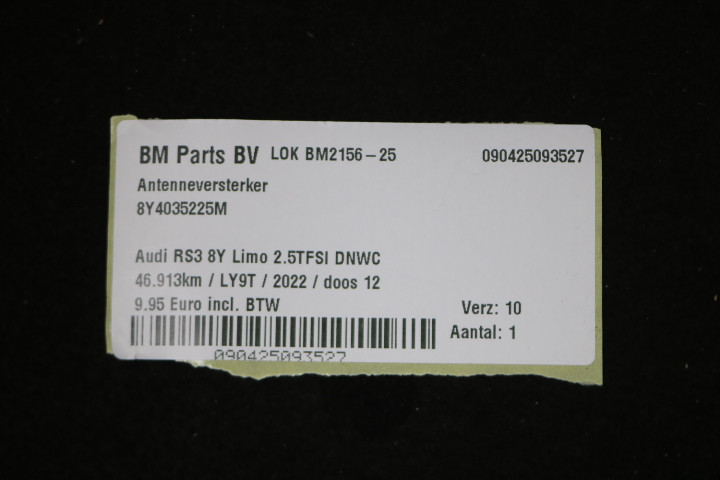 BM Parts BV LOK BM2156-25 090425093527
Antenneversterker
8Y4035225M
Audi RS3 8Y Limo 2.5TFSI DNWC
46.913km / LY9T / 2022 / doos 12
9.95 Euro incl. BTW Verz: 10
Aantal: 1
090425093527